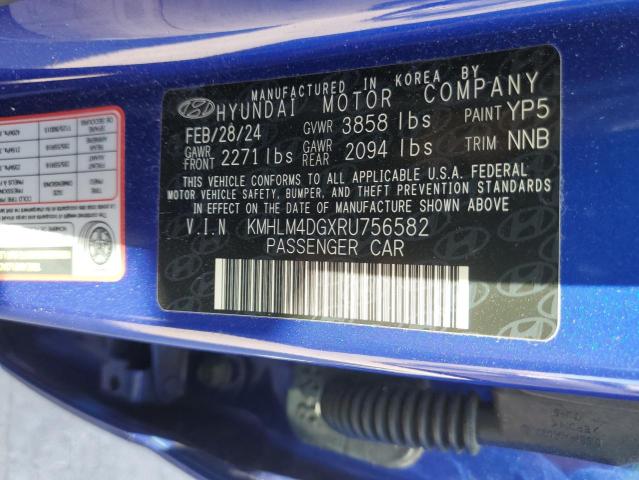 MANUFACTURED IN KOREA BY
HYUNDAI MOTOR COMPANY
FEB/28/24 GVWR 3858 lbs PAINT YP5
GAWR FRONT 2271 lbs GAWR REAR 2094 lbs TRIM NNB
THIS VEHICLE CONFORMS TO ALL APPLICABLE U.S.A. FEDERAL
MOTOR VEHICLE SAFETY, BUMPER, AND THEFT PREVENTION STANDARDS
IN EFFECT ON THE DATE OF MANUFACTURE SHOWN ABOVE
V.I.N KMHLM4DGXRU756582
PASSENGER CAR